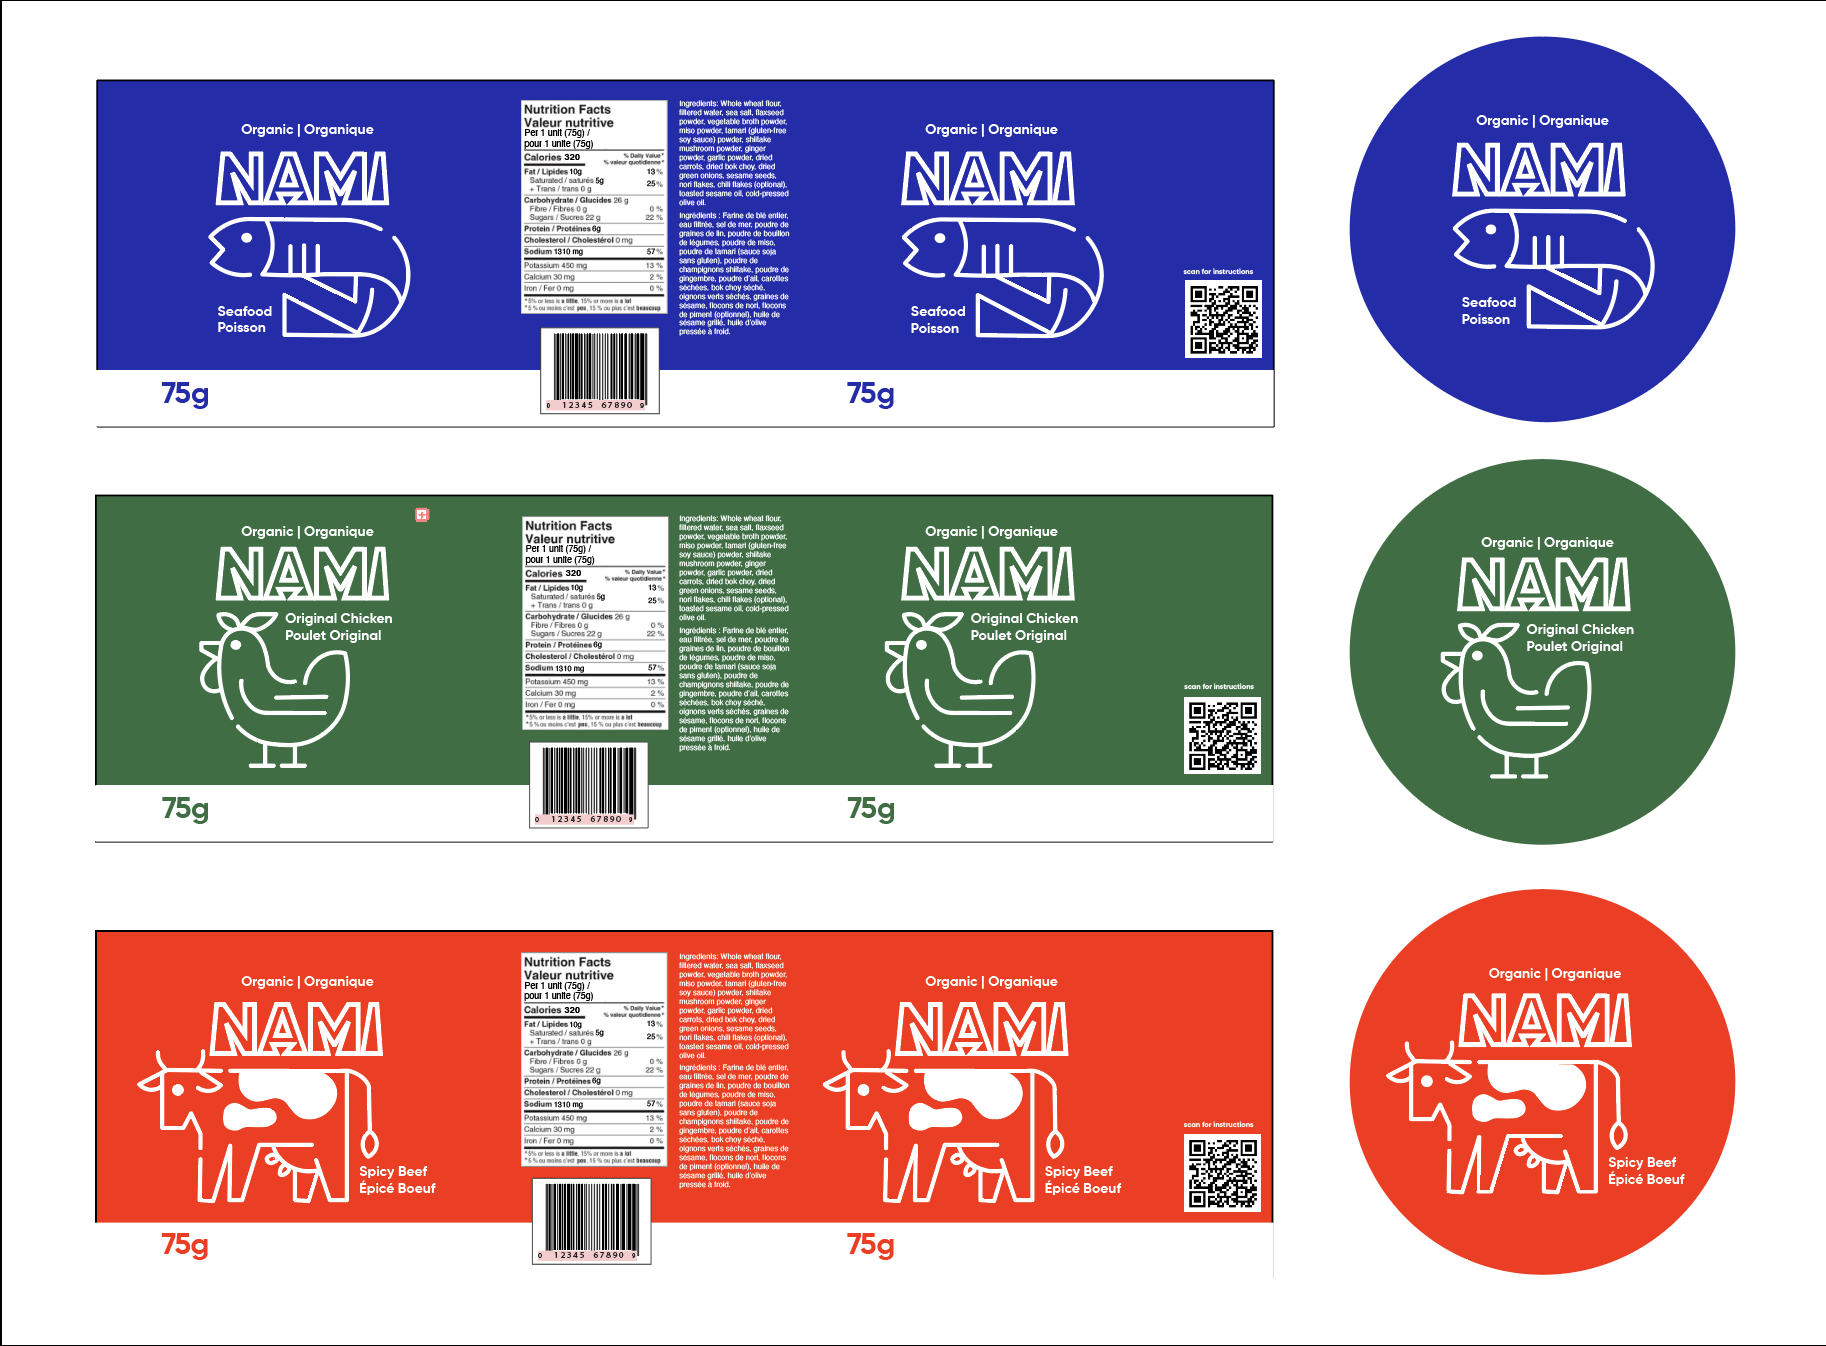 Organic | Organique
NAMI
Seafood
Poisson
75g
Nutrition Facts
Valeur nutritive
Per 1 unit (75g) /
pour 1 unite (75g)
Calories 320
% Daily Value*
% valeur quotidienne*
Fat / Lipides 10g 13 %
Saturated / saturés 5g
+ Trans / trans 0 g
25 %
Carbohydrate / Glucides 26 g
Fibre / Fibres 0 g 0 %
Sugars / Sucres 22 g 22 %
Protein / Protéines 6g
Cholesterol / Cholestérol 0 mg
Sodium 1310 mg 57 %
Potassium 450 mg 13 %
Calcium 30 mg 2 %
Iron / Fer 0 mg 0 %
*5% or less is a little, 15% or more is a lot
*5 % ou moins c'est peu, 15 % ou plus c'est beaucoup
0 12345 67890 9
Ingredients: Whole wheat flour,
filtered water, sea salt, flaxseed
powder, vegetable broth powder,
miso powder, tamari (gluten-free
soy sauce) powder, shiitake
mushroom powder, ginger
powder, garlic powder, dried
carrots, dried bok choy, dried
green onions, sesame seeds,
nori flakes, chili flakes (optional),
toasted sesame oil, cold-pressed
olive oil.
Ingrédients : Farine de blé entier,
eau filtrée, sel de mer, poudre de
graines de lin, poudre de bouillon
de légumes, poudre de miso,
poudre de tamari (sauce soja
sans gluten), poudre de
champignons shiitake, poudre de
gingembre, poudre d'ail, carottes
séchées, bok choy séché,
oignons verts séchés, graines de
sésame, flocons de nori, flocons
de piment (optionnel), huile de
sésame grillé, huile d'olive
pressée à froid.
Organic | Organique
NAMI
Seafood
Poisson
75g
scan for instructions
Organic | Organique
NAMI
Seafood
Poisson
Organic | Organique
NAMI
Original Chicken
Poulet Original
75g
Nutrition Facts
Valeur nutritive
Per 1 unit (75g) /
pour 1 unite (75g)
Calories 320
% Daily Value*
% valeur quotidienne*
Fat / Lipides 10g 13 %
Saturated / saturés 5g
+ Trans / trans 0 g
25 %
Carbohydrate / Glucides 26 g
Fibre / Fibres 0 g 0 %
Sugars / Sucres 22 g 22 %
Protein / Protéines 6g
Cholesterol / Cholestérol 0 mg
Sodium 1310 mg 57 %
Potassium 450 mg 13 %
Calcium 30 mg 2 %
Iron / Fer 0 mg 0 %
*5% or less is a little, 15% or more is a lot
*5 % ou moins c'est peu, 15 % ou plus c'est beaucoup
0 12345 67890 9
Ingredients: Whole wheat flour,
filtered water, sea salt, flaxseed
powder, vegetable broth powder,
miso powder, tamari (gluten-free
soy sauce) powder, shiitake
mushroom powder, ginger
powder, garlic powder, dried
carrots, dried bok choy, dried
green onions, sesame seeds,
nori flakes, chili flakes (optional),
toasted sesame oil, cold-pressed
olive oil.
Ingrédients : Farine de blé entier,
eau filtrée, sel de mer, poudre de
graines de lin, poudre de bouillon
de légumes, poudre de miso,
poudre de tamari (sauce soja
sans gluten), poudre de
champignons shiitake, poudre de
gingembre, poudre d'ail, carottes
séchées, bok choy séché,
oignons verts séchés, graines de
sésame, flocons de nori, flocons
de piment (optionnel), huile de
sésame grillé, huile d'olive
pressée à froid.
Organic | Organique
NAMI
Original Chicken
Poulet Original
75g
scan for instructions
Organic | Organique
NAMI
Original Chicken
Poulet Original
Organic | Organique
NAMI
Spicy Beef
Épicé Boeuf
75g
Nutrition Facts
Valeur nutritive
Per 1 unit (75g) /
pour 1 unite (75g)
Calories 320
% Daily Value*
% valeur quotidienne*
Fat / Lipides 10g 13 %
Saturated / saturés 5g
+ Trans / trans 0 g
25 %
Carbohydrate / Glucides 26 g
Fibre / Fibres 0 g 0 %
Sugars / Sucres 22 g 22 %
Protein / Protéines 6g
Cholesterol / Cholestérol 0 mg
Sodium 1310 mg 57 %
Potassium 450 mg 13 %
Calcium 30 mg 2 %
Iron / Fer 0 mg 0 %
*5% or less is a little, 15% or more is a lot
*5 % ou moins c'est peu, 15 % ou plus c'est beaucoup
0 12345 67890 9
Ingredients: Whole wheat flour,
filtered water, sea salt, flaxseed
powder, vegetable broth powder,
miso powder, tamari (gluten-free
soy sauce) powder, shiitake
mushroom powder, ginger
powder, garlic powder, dried
carrots, dried bok choy, dried
green onions, sesame seeds,
nori flakes, chili flakes (optional),
toasted sesame oil, cold-pressed
olive oil.
Ingrédients : Farine de blé entier,
eau filtrée, sel de mer, poudre de
graines de lin, poudre de bouillon
de légumes, poudre de miso,
poudre de tamari (sauce soja
sans gluten), poudre de
champignons shiitake, poudre de
gingembre, poudre d'ail, carottes
séchées, bok choy séché,
oignons verts séchés, graines de
sésame, flocons de nori, flocons
de piment (optionnel), huile de
sésame grillé, huile d'olive
pressée à froid.
Organic | Organique
NAMI
Spicy Beef
Épicé Boeuf
75g
scan for instructions
Organic | Organique
NAMI
Spicy Beef
Épicé Boeuf